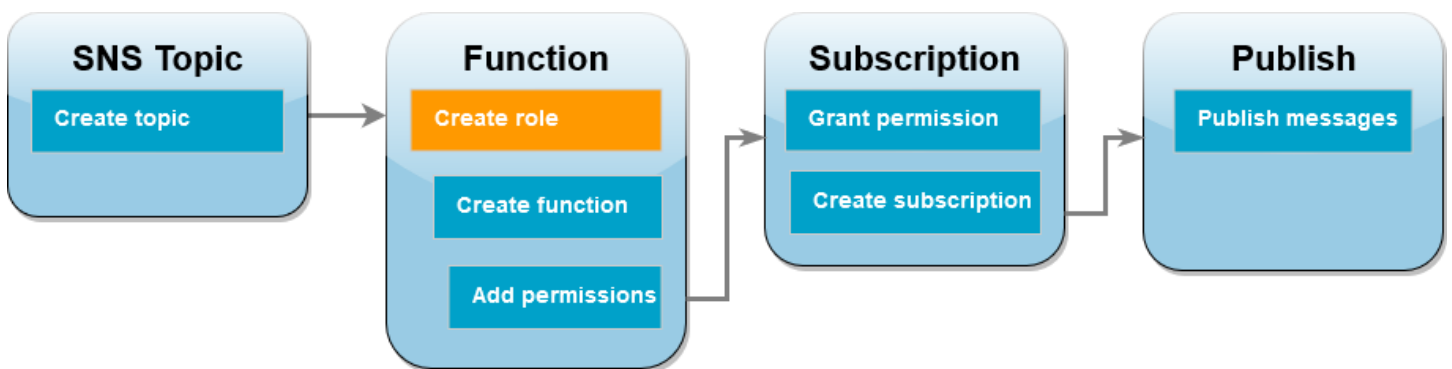 SNS Topic
Create topic
Function
Create role
Create function
Add permissions
Subscription
Grant permission
Create subscription
Publish
Publish messages